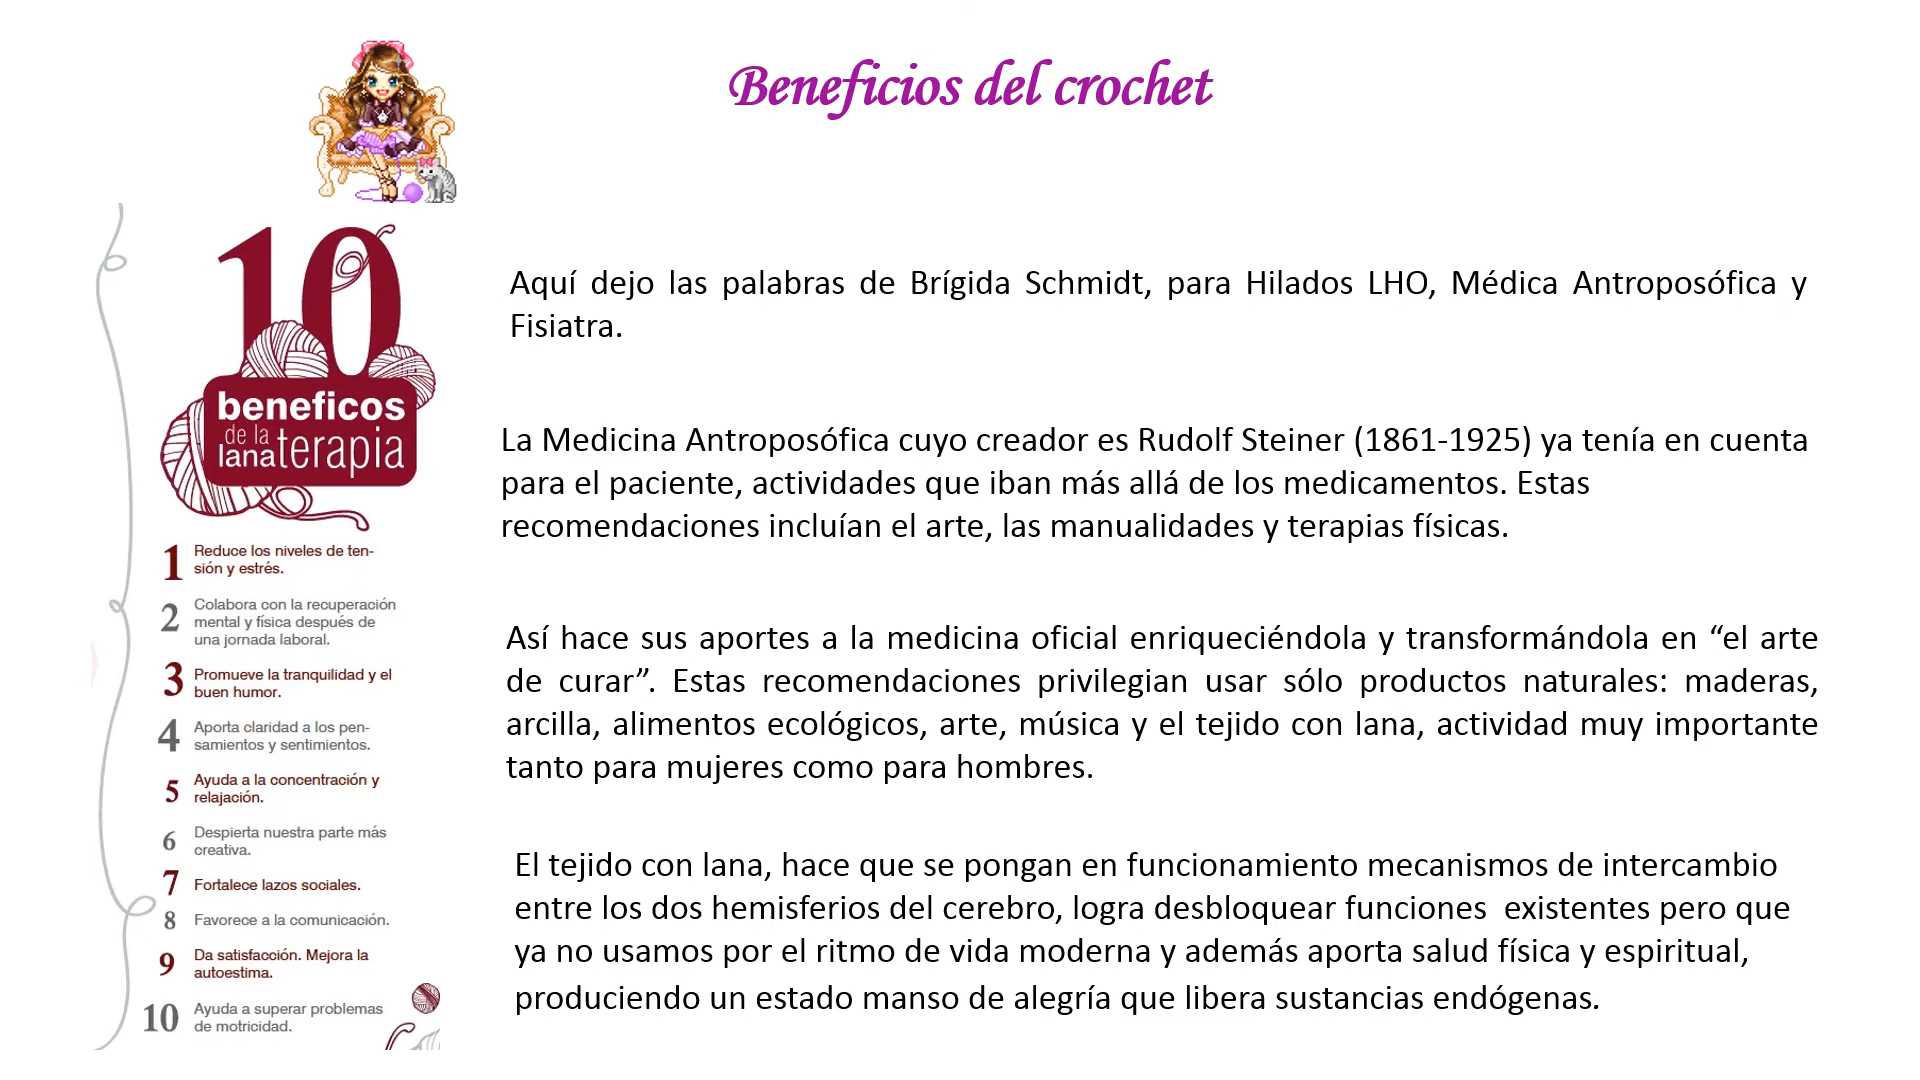 Beneficios del crochet
10
beneficos
de la
lanaterapia
1 Reduce los niveles de ten-
sión y estrés.
2 Colabora con la recuperación
mental y física después de
una jornada laboral.
3 Promueve la tranquilidad y el
buen humor.
4 Aporta claridad a los pen-
samientos y sentimientos.
5 Ayuda a la concentración y
relajación.
6 Despierta nuestra parte más
creativa.
7 Fortalece lazos sociales.
8 Favorece a la comunicación.
9 Da satisfacción. Mejora la
autoestima.
10 Ayuda a superar problemas
de motricidad.
Aquí dejo las palabras de Brígida Schmidt, para Hilados LHO, Médica Antroposófica y
Fisiatra.
La Medicina Antroposófica cuyo creador es Rudolf Steiner (1861-1925) ya tenía en cuenta
para el paciente, actividades que iban más allá de los medicamentos. Estas
recomendaciones incluían el arte, las manualidades y terapias físicas.
Así hace sus aportes a la medicina oficial enriqueciéndola y transformándola en “el arte
de curar”. Estas recomendaciones privilegian usar sólo productos naturales: maderas,
arcilla, alimentos ecológicos, arte, música y el tejido con lana, actividad muy importante
tanto para mujeres como para hombres.
El tejido con lana, hace que se pongan en funcionamiento mecanismos de intercambio
entre los dos hemisferios del cerebro, logra desbloquear funciones  existentes pero que
ya no usamos por el ritmo de vida moderna y además aporta salud física y espiritual,
produciendo un estado manso de alegría que libera sustancias endógenas.